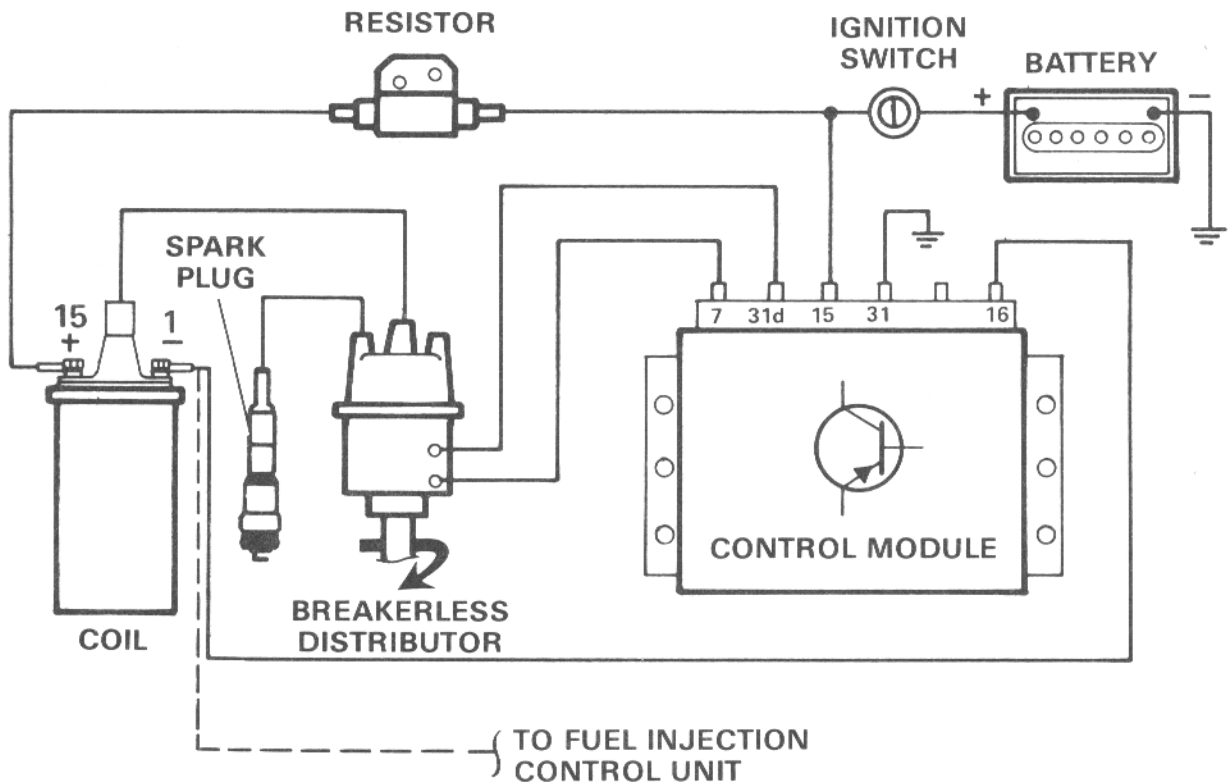 RESISTOR
IGNITION
SWITCH
BATTERY
+
−
SPARK
PLUG
15
+
1
−
7 31d 15 31 16
CONTROL MODULE
BREAKERLESS
DISTRIBUTOR
COIL
TO FUEL INJECTION
CONTROL UNIT